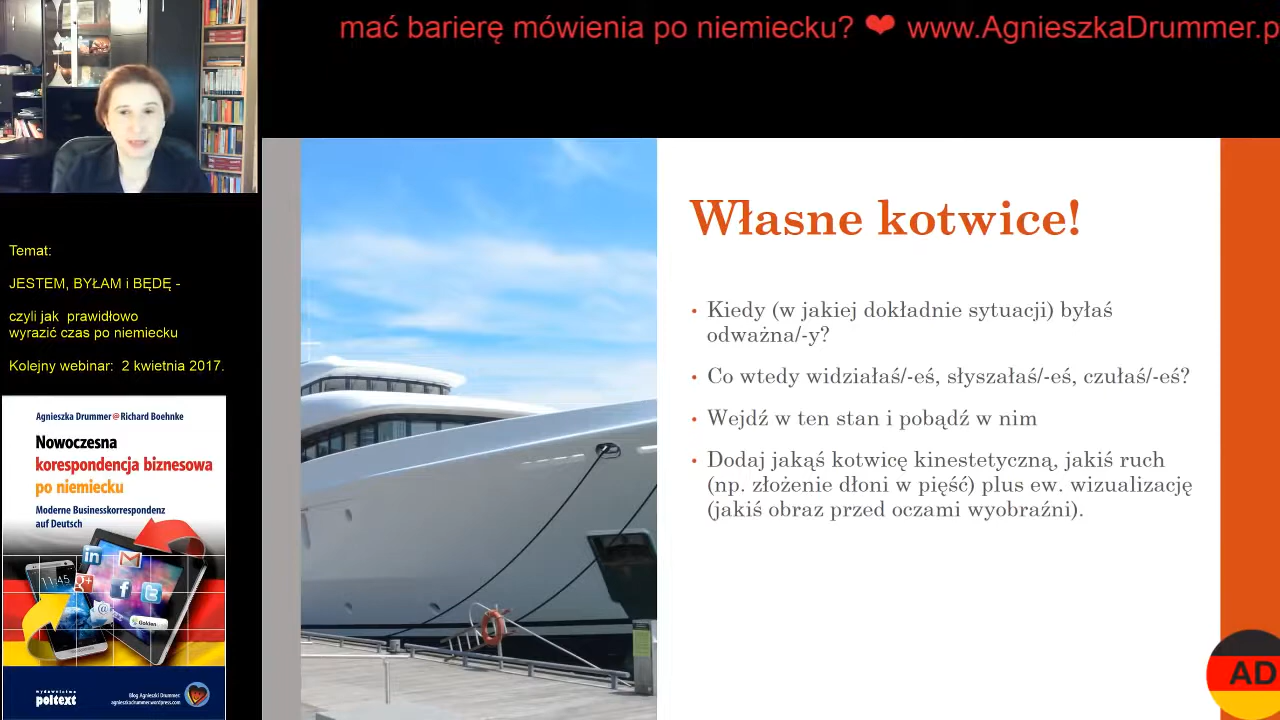 mać barierę mówienia po niemiecku? ❤ www.AgnieszkaDrummer.p
Temat:
JESTEM, BYŁAM i BĘDĘ -
czyli jak prawidłowo
wyrazić czas po niemiecku
Kolejny webinar: 2 kwietnia 2017.
Agnieszka Drummer@Richard Boehnke
Nowoczesna
korespondencja biznesowa
po niemiecku
Moderne Businesskorrespondenz
auf Deutsch
in
M
11:45
g+
f
@
wydawnictwo
poltext
Blog Agnieszki Drummer:
agnieszkadrummer.wordpress.com
Własne kotwice!
• Kiedy (w jakiej dokładnie sytuacji) byłaś
odważna/-y?
• Co wtedy widziałaś/-eś, słyszałaś/-eś, czułaś/-eś?
• Wejdź w ten stan i pobądź w nim
• Dodaj jakąś kotwicę kinestetyczną, jakiś ruch
(np. złożenie dłoni w pięść) plus ew. wizualizację
(jakiś obraz przed oczami wyobraźni).
AD